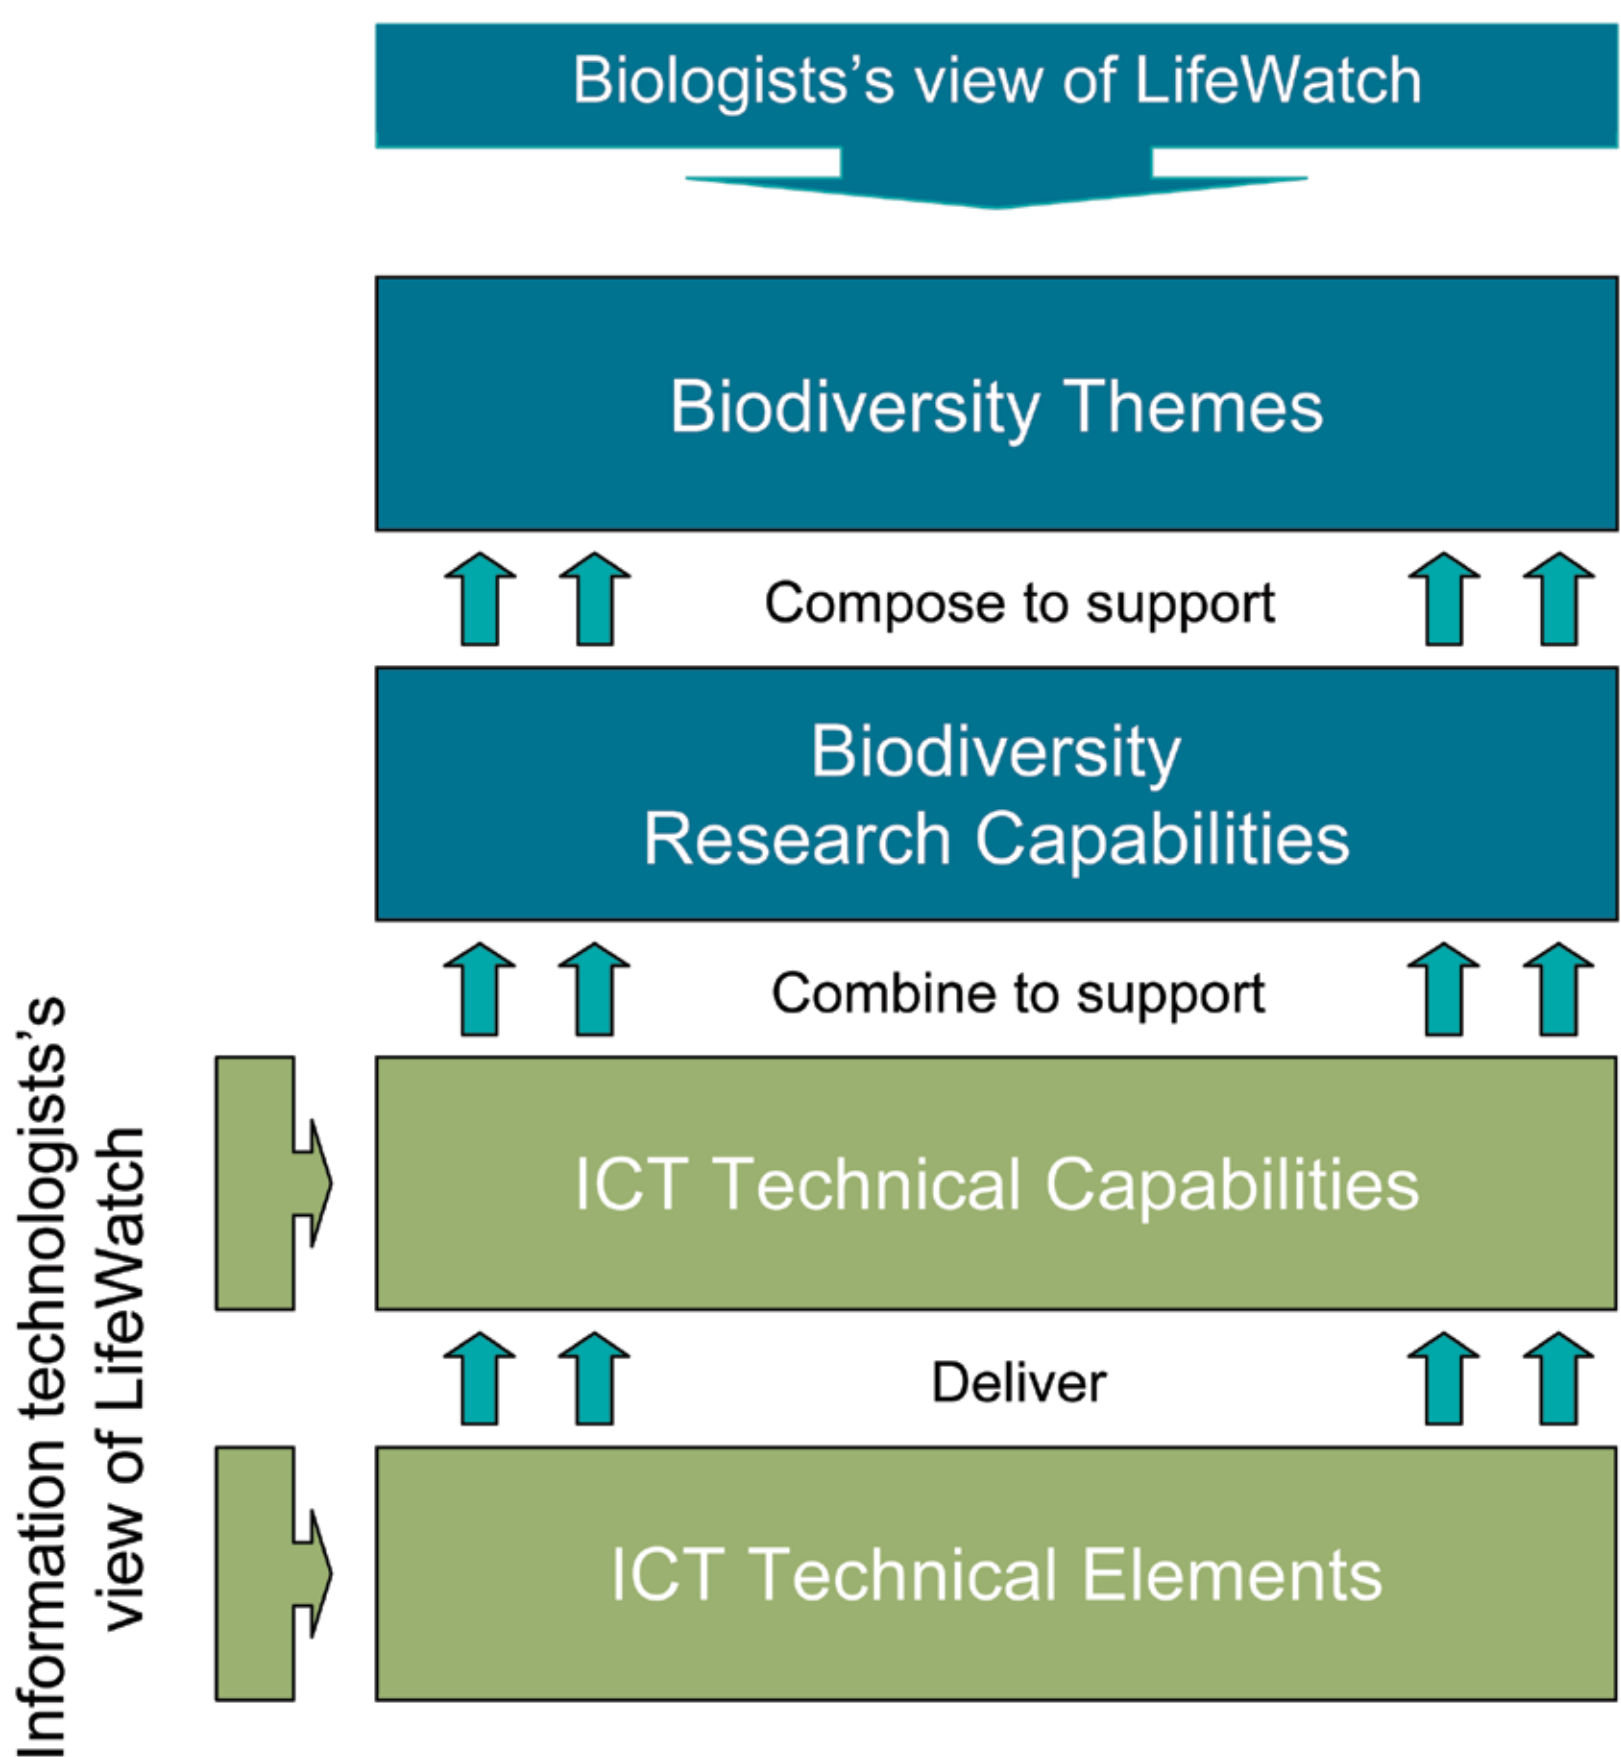 Biologists's view of LifeWatch
Biodiversity Themes
Compose to support
Biodiversity
Research Capabilities
Combine to support
ICT Technical Capabilities
Deliver
ICT Technical Elements
Information technologists's
view of LifeWatch